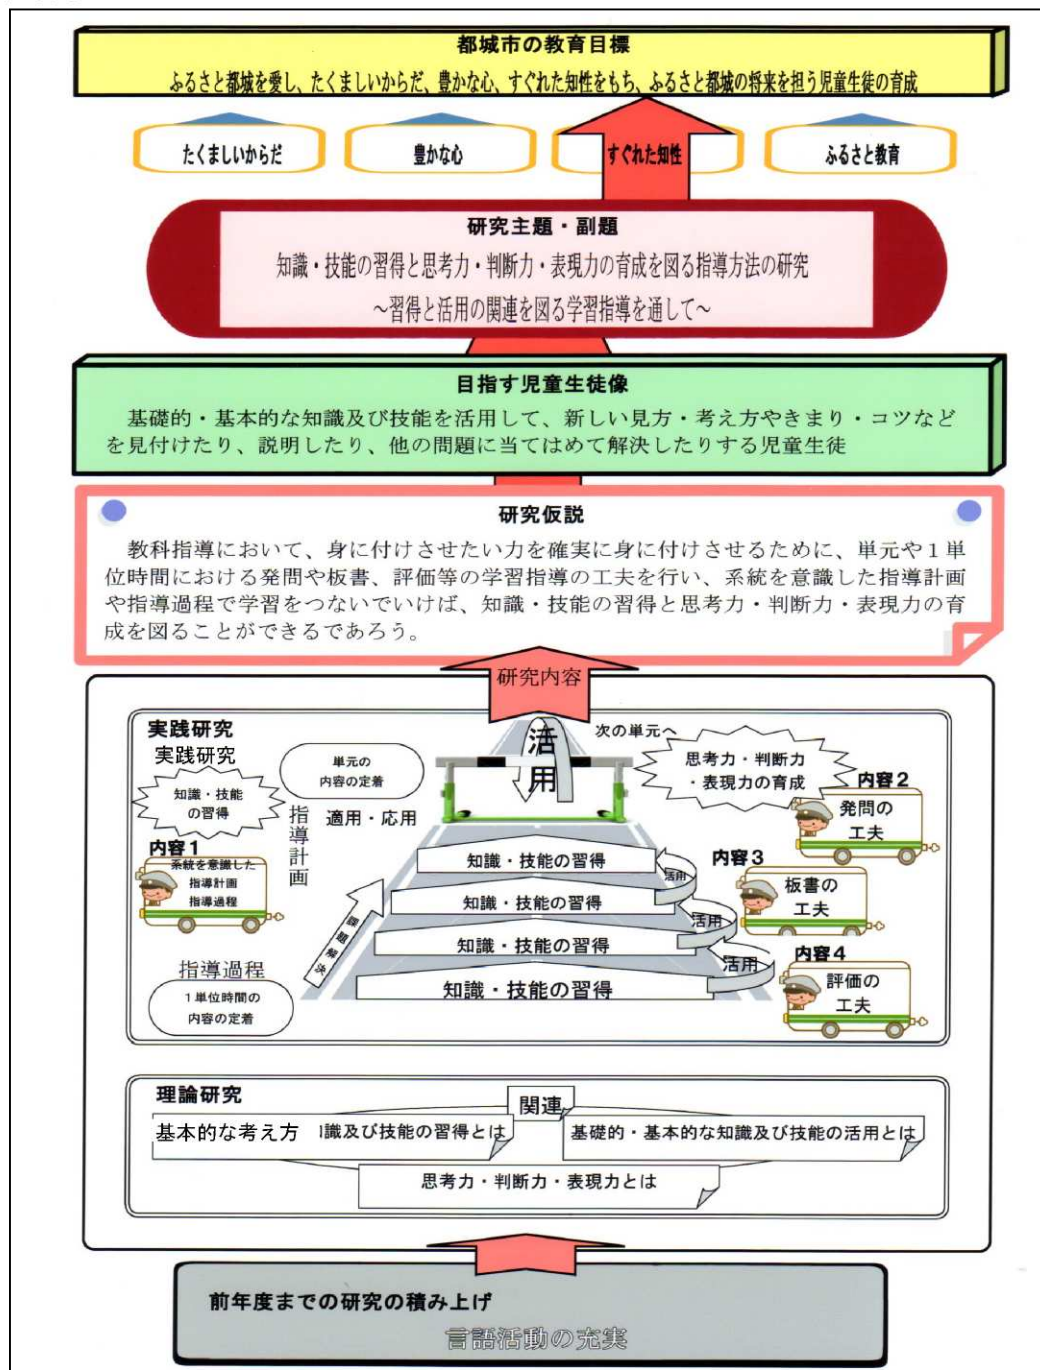 都城市の教育目標
ふるさと都城を愛し、たくましいからだ、豊かな心、すぐれた知性をもち、ふるさと都城の将来を担う児童生徒の育成
たくましいからだ
豊かな心
すぐれた知性
ふるさと教育
研究主題・副題
知識・技能の習得と思考力・判断力・表現力の育成を図る指導方法の研究
～習得と活用の関連を図る学習指導を通して～
目指す児童生徒像
基礎的・基本的な知識及び技能を活用して、新しい見方・考え方やきまり・コツなど
を見付けたり、説明したり、他の問題に当てはめて解決したりする児童生徒
研究仮説
教科指導において、身に付けさせたい力を確実に身に付けさせるために、単元や１単
位時間における発問や板書、評価等の学習指導の工夫を行い、系統を意識した指導計画
や指導過程で学習をつないでいけば、知識・技能の習得と思考力・判断力・表現力の育
成を図ることができるであろう。
研究内容
実践研究
実践研究
知識・技能
の習得
単元の
内容の定着
活用
次の単元へ
思考力・判断力
・表現力の育成
指導計画
適用・応用
内容１
系統を意識した
指導計画
指導過程
内容２
発問の
工夫
内容３
板書の
工夫
内容４
評価の
工夫
知識・技能の習得
活用
知識・技能の習得
活用
知識・技能の習得
活用
知識・技能の習得
課題解決
指導過程
１単位時間の
内容の定着
理論研究
関連
基本的な考え方
識及び技能の習得とは
基礎的・基本的な知識及び技能の活用とは
思考力・判断力・表現力とは
前年度までの研究の積み上げ
言語活動の充実